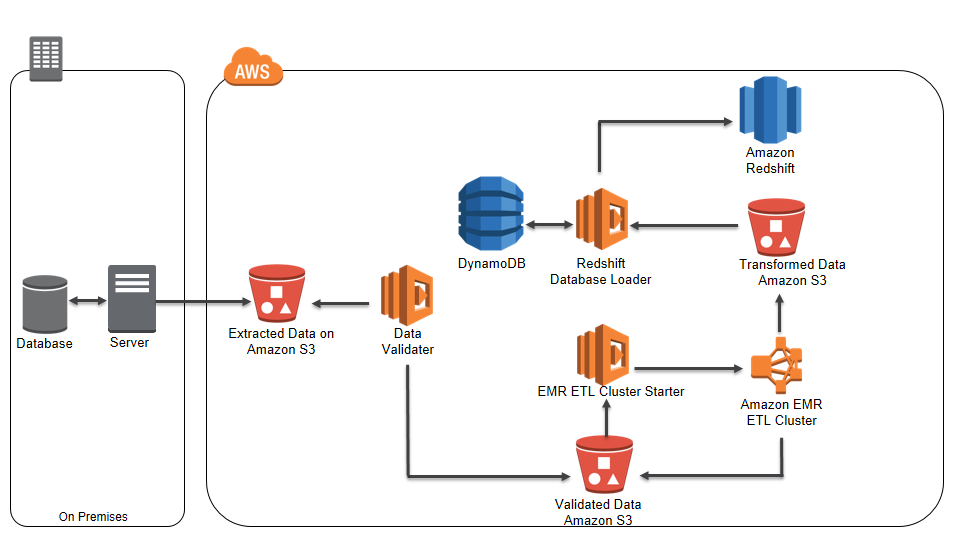 AWS
Amazon
Redshift
DynamoDB
Redshift
Database Loader
Transformed Data
Amazon S3
Database
Server
Extracted Data on
Amazon S3
Data
Validater
EMR ETL Cluster Starter
Amazon EMR
ETL Cluster
Validated Data
Amazon S3
On Premises